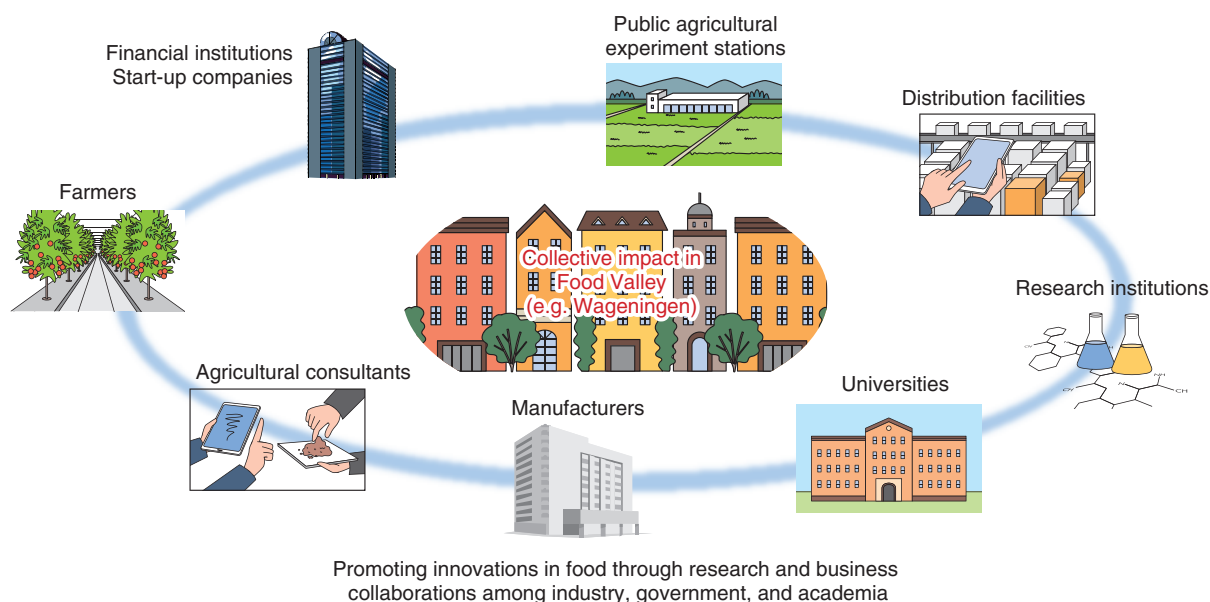 Financial institutions
Start-up companies
Public agricultural
experiment stations
Distribution facilities
Farmers
Collective impact in
Food Valley
(e.g. Wageningen)
Research institutions
Agricultural consultants
Manufacturers
Universities
Promoting innovations in food through research and business
collaborations among industry, government, and academia